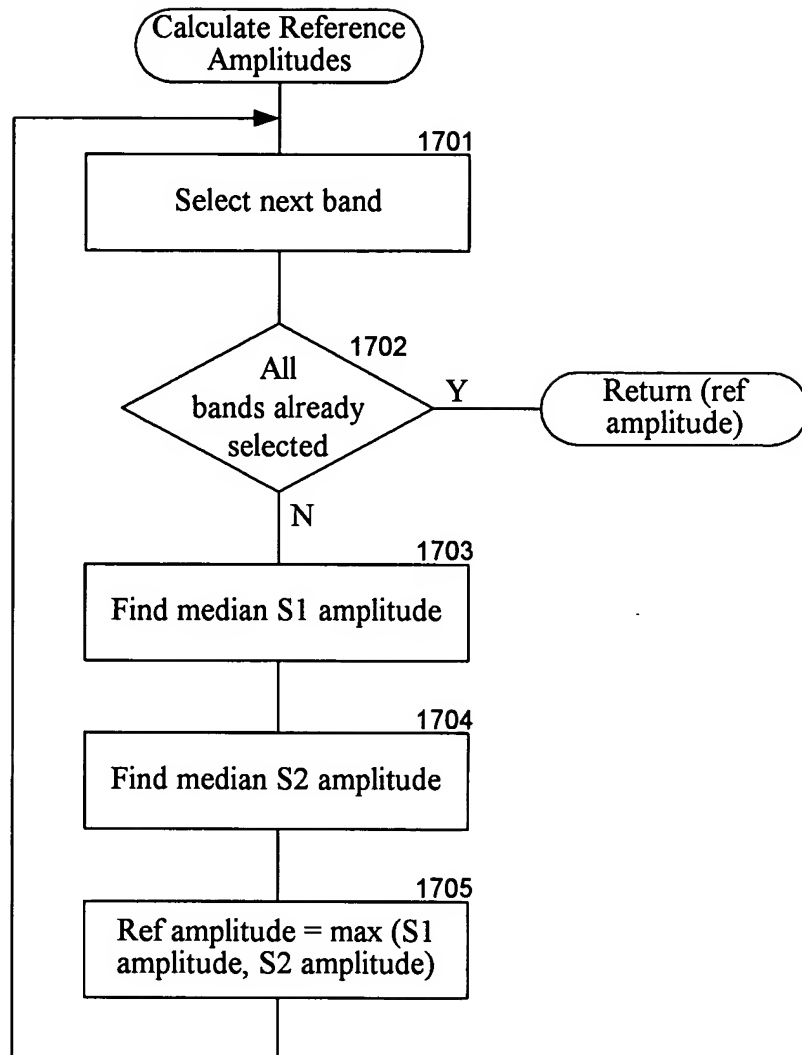 Calculate Reference
Amplitudes
1701
Select next band
1702
All
bands already
selected
Y
Return (ref
amplitude)
N
1703
Find median S1 amplitude
1704
Find median S2 amplitude
1705
Ref amplitude = max (S1
amplitude, S2 amplitude)